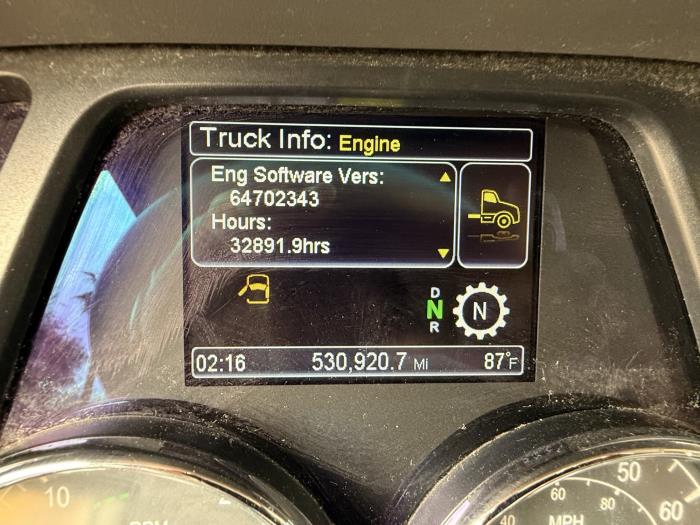 Truck Info: Engine
Eng Software Vers:
64702343
Hours:
32891.9hrs
D
N
R
N
02:16 530,920.7 Mi 87°F
10
50
60
60
80
40
MPH